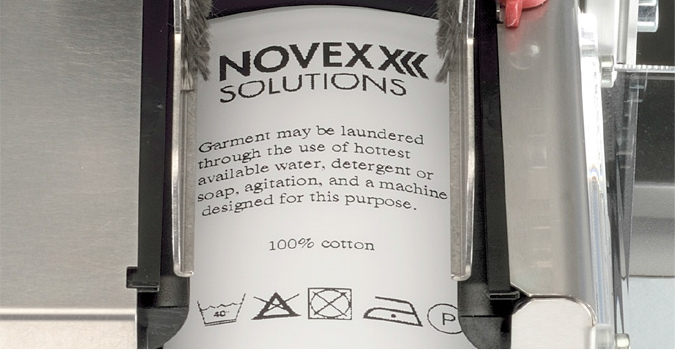 NOVEXX
SOLUTIONS
Garment may be laundered
through the use of hottest
available water, detergent or
soap, agitation, and a machine
designed for this purpose.
100% cotton
40°
P